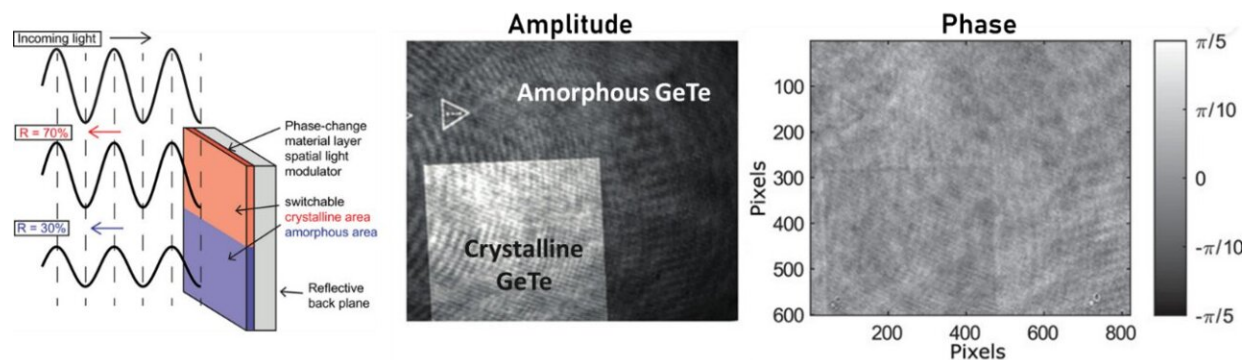 Incoming light
R = 70%
R = 30%
Phase-change
material layer
spatial light
modulator
switchable
crystalline area
amorphous area
Reflective
back plane
Amplitude
Amorphous GeTe
Crystalline
GeTe
Phase
Pixels
100
200
300
400
500
600
200
400
600
800
Pixels
π/5
π/10
0
-π/10
-π/5